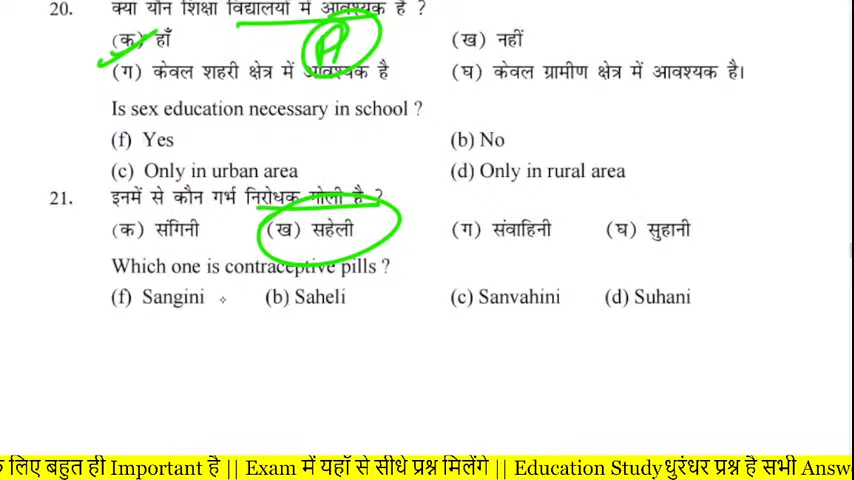 20. क्या यौन शिक्षा विद्यालयों में आवश्यक है ?
(क) हाँ (ख) नहीं
A
(ग) केवल शहरी क्षेत्र में आवश्यक है (घ) केवल ग्रामीण क्षेत्र में आवश्यक है।
Is sex education necessary in school ?
(f) Yes (b) No
(c) Only in urban area (d) Only in rural area
21. इनमें से कौन गर्भ निरोधक गोली है ?
(क) संगिनी (ख) सहेली (ग) संवाहिनी (घ) सुहानी
Which one is contraceptive pills ?
(f) Sangini (b) Saheli (c) Sanvahini (d) Suhani
के लिए बहुत ही Important है || Exam में यहाँ से सीधे प्रश्न मिलेंगे || Education Study धुरंधर प्रश्न है सभी Answe